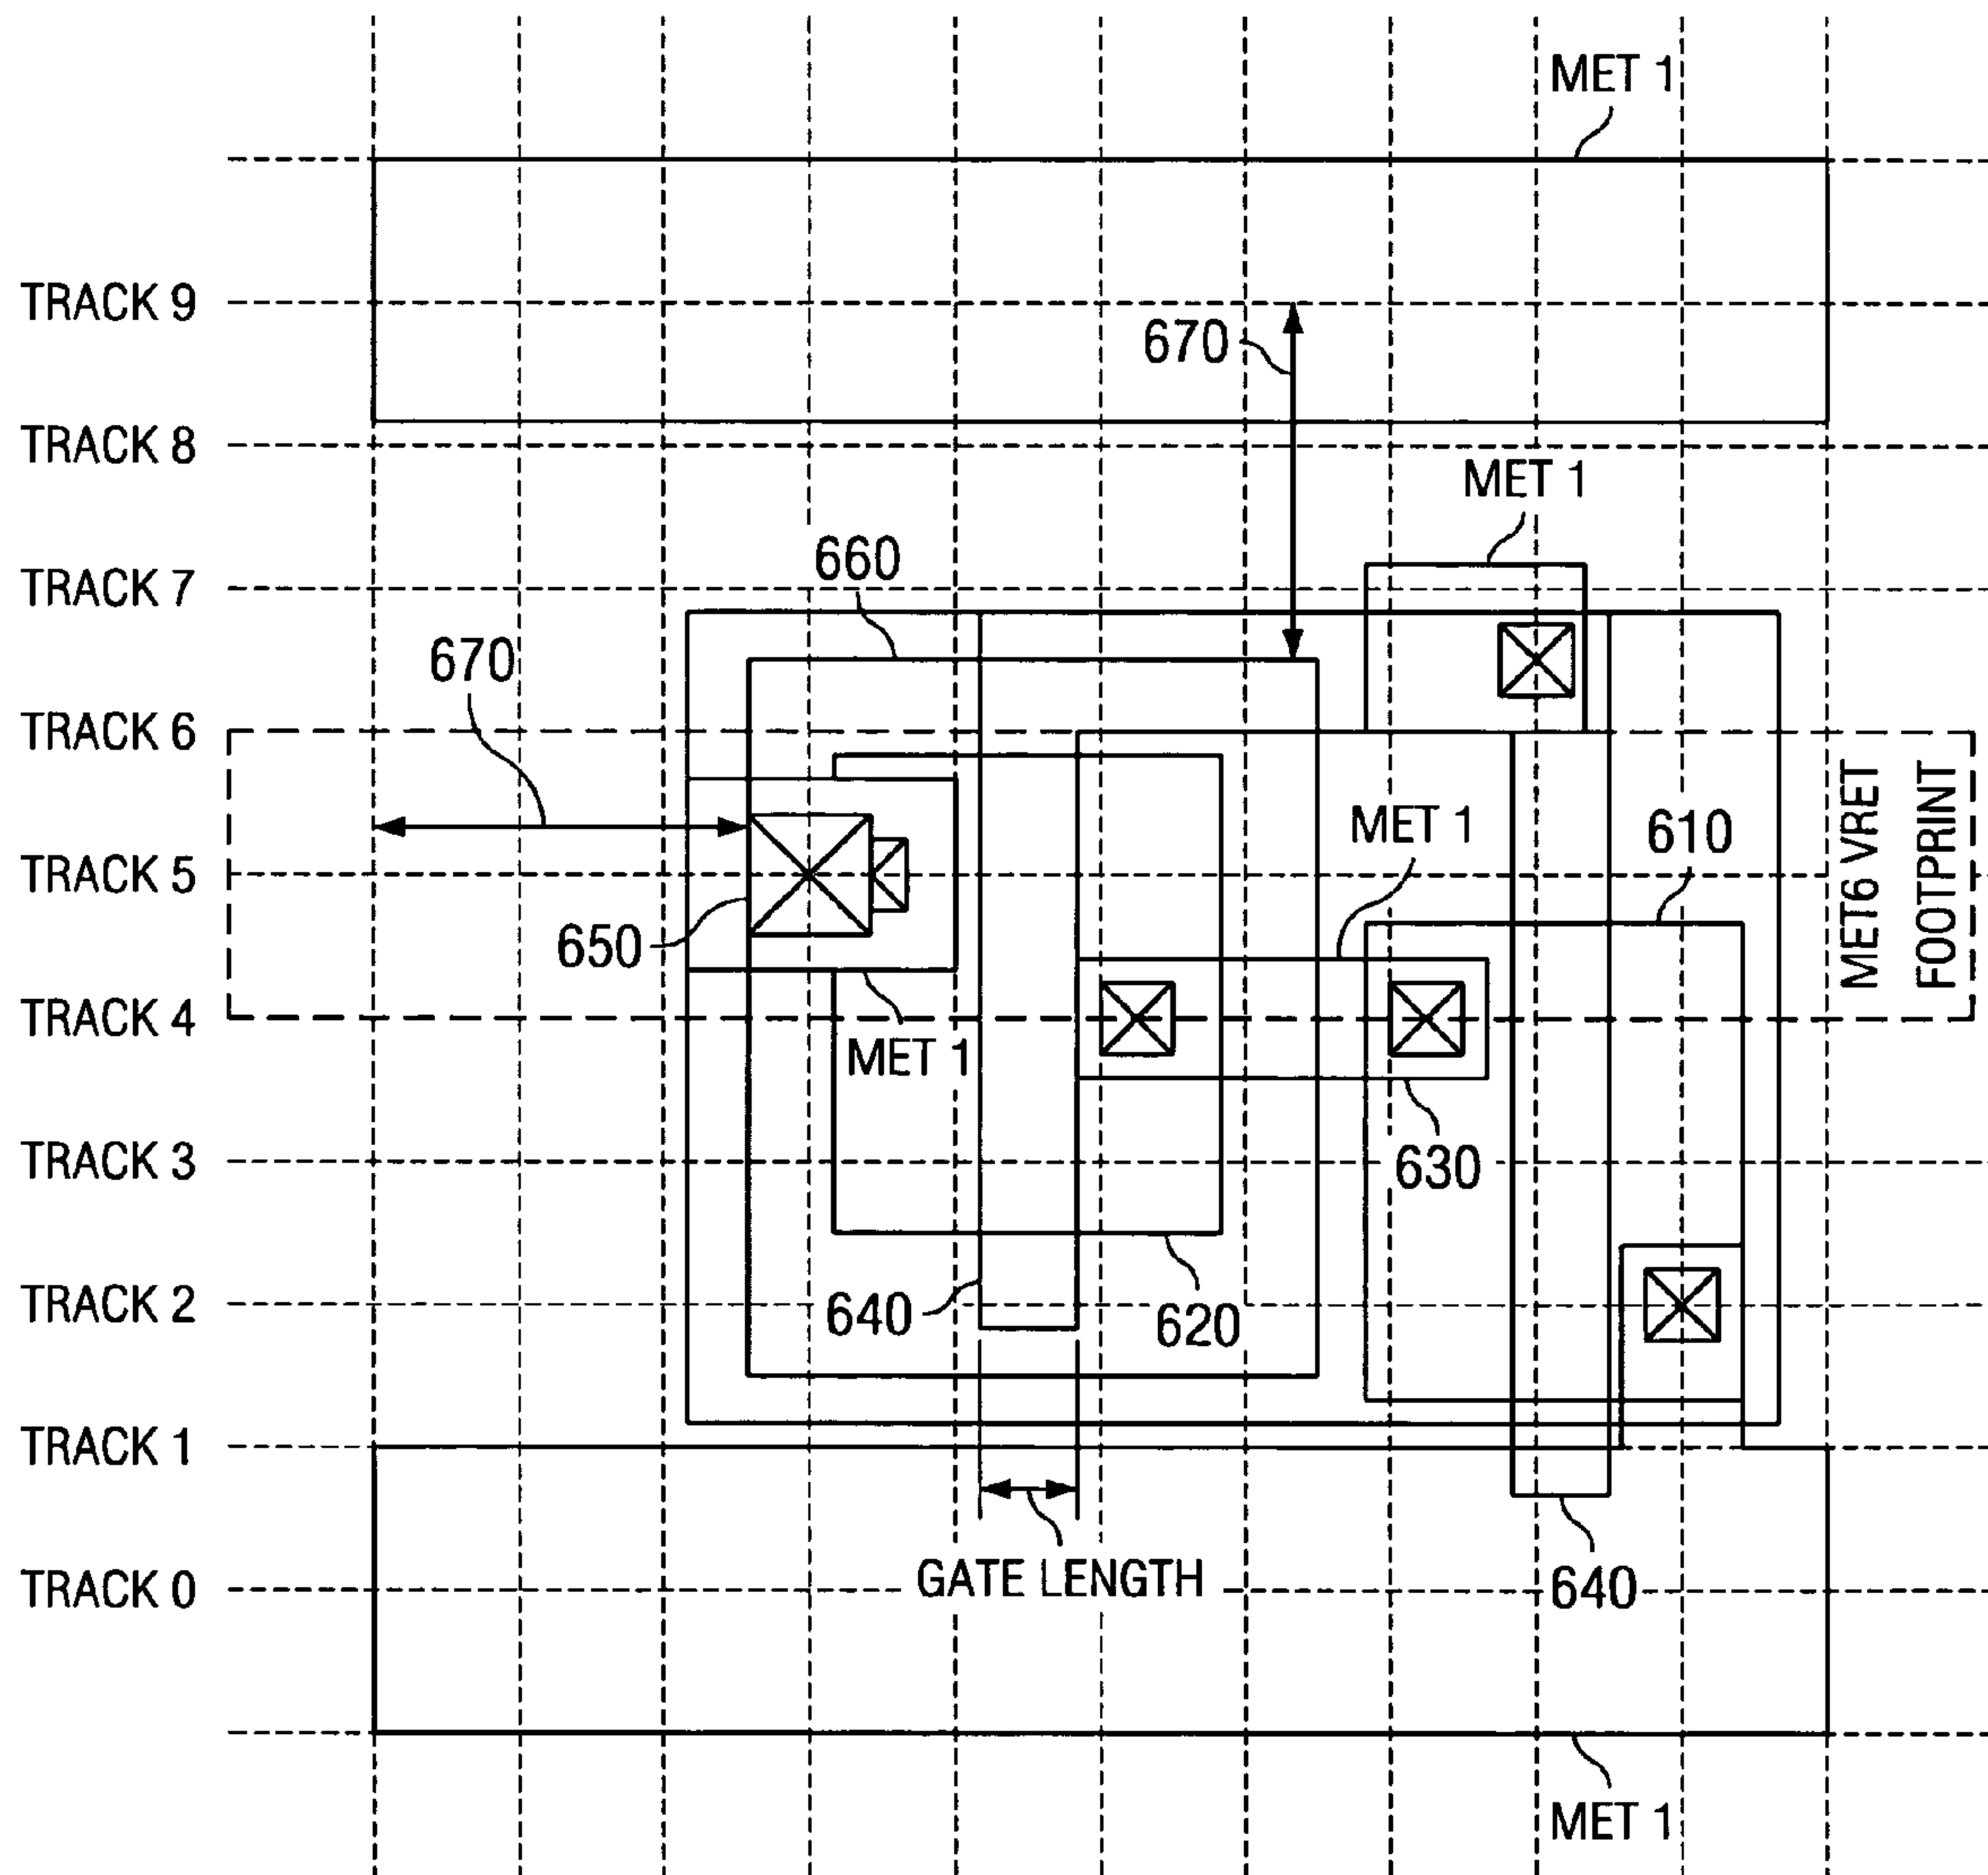 MET 1
TRACK 9
670
TRACK 8
MET 1
660
TRACK 7
670
TRACK 6
MET6 VRET
FOOTPRINT
MET 1
610
TRACK 5
650
TRACK 4
MET 1
TRACK 3
630
TRACK 2
640
620
TRACK 1
GATE LENGTH
TRACK 0
640
MET 1